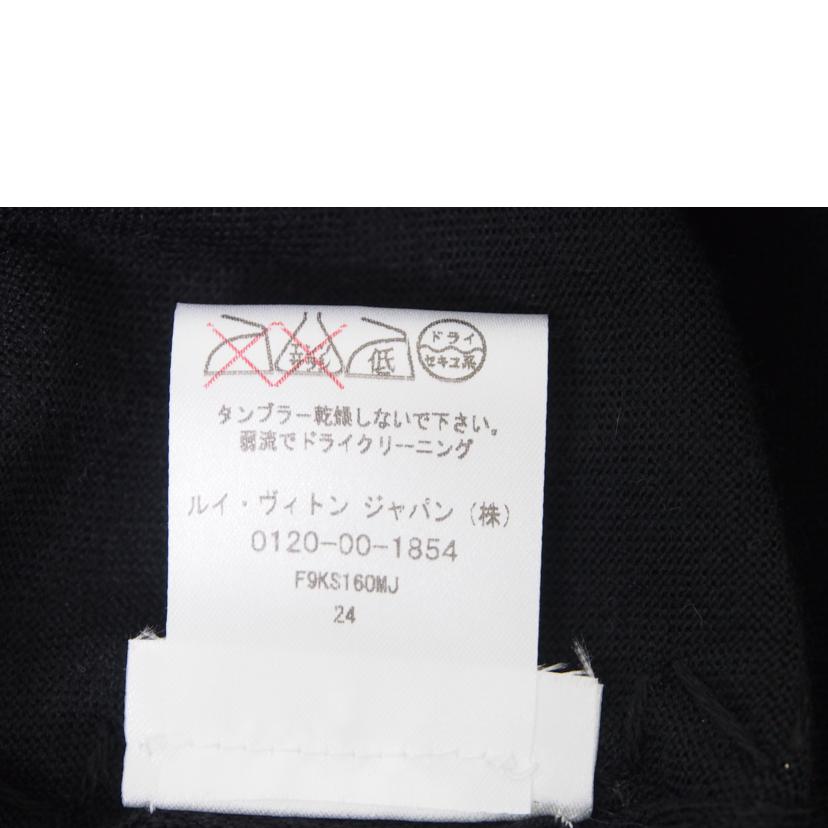 低 ドライ
セキユ系
タンブラー乾燥しないで下さい。
弱流でドライクリーニング
ルイ・ヴィトン ジャパン (株)
0120-00-1854
F9KS160MJ
24